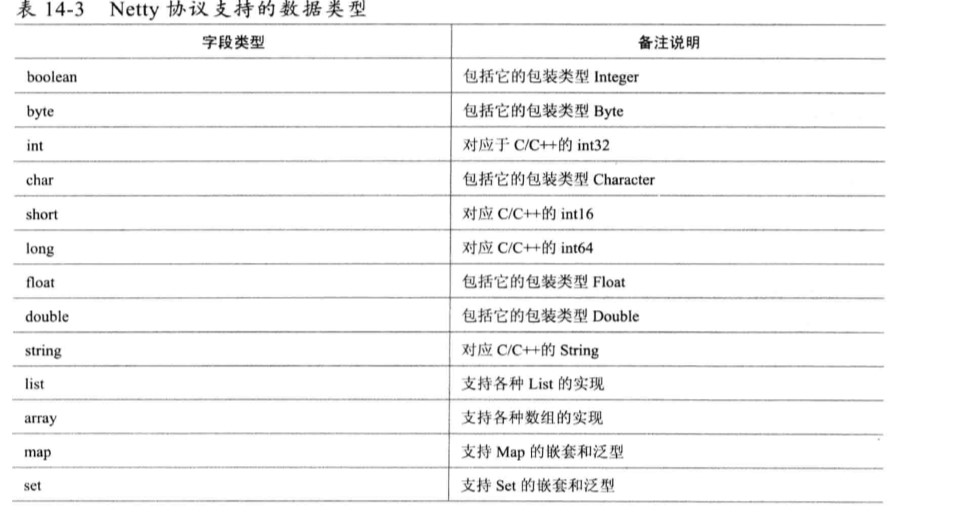 表 14-3 Netty 协议支持的数据类型
字段类型 备注说明
boolean 包括它的包装类型 Integer
byte 包括它的包装类型 Byte
int 对应于 C/C++的 int32
char 包括它的包装类型 Character
short 对应 C/C++的 int16
long 对应 C/C++的 int64
float 包括它的包装类型 Float
double 包括它的包装类型 Double
string 对应 C/C++的 String
list 支持各种 List 的实现
array 支持各种数组的实现
map 支持 Map 的嵌套和泛型
set 支持 Set 的嵌套和泛型